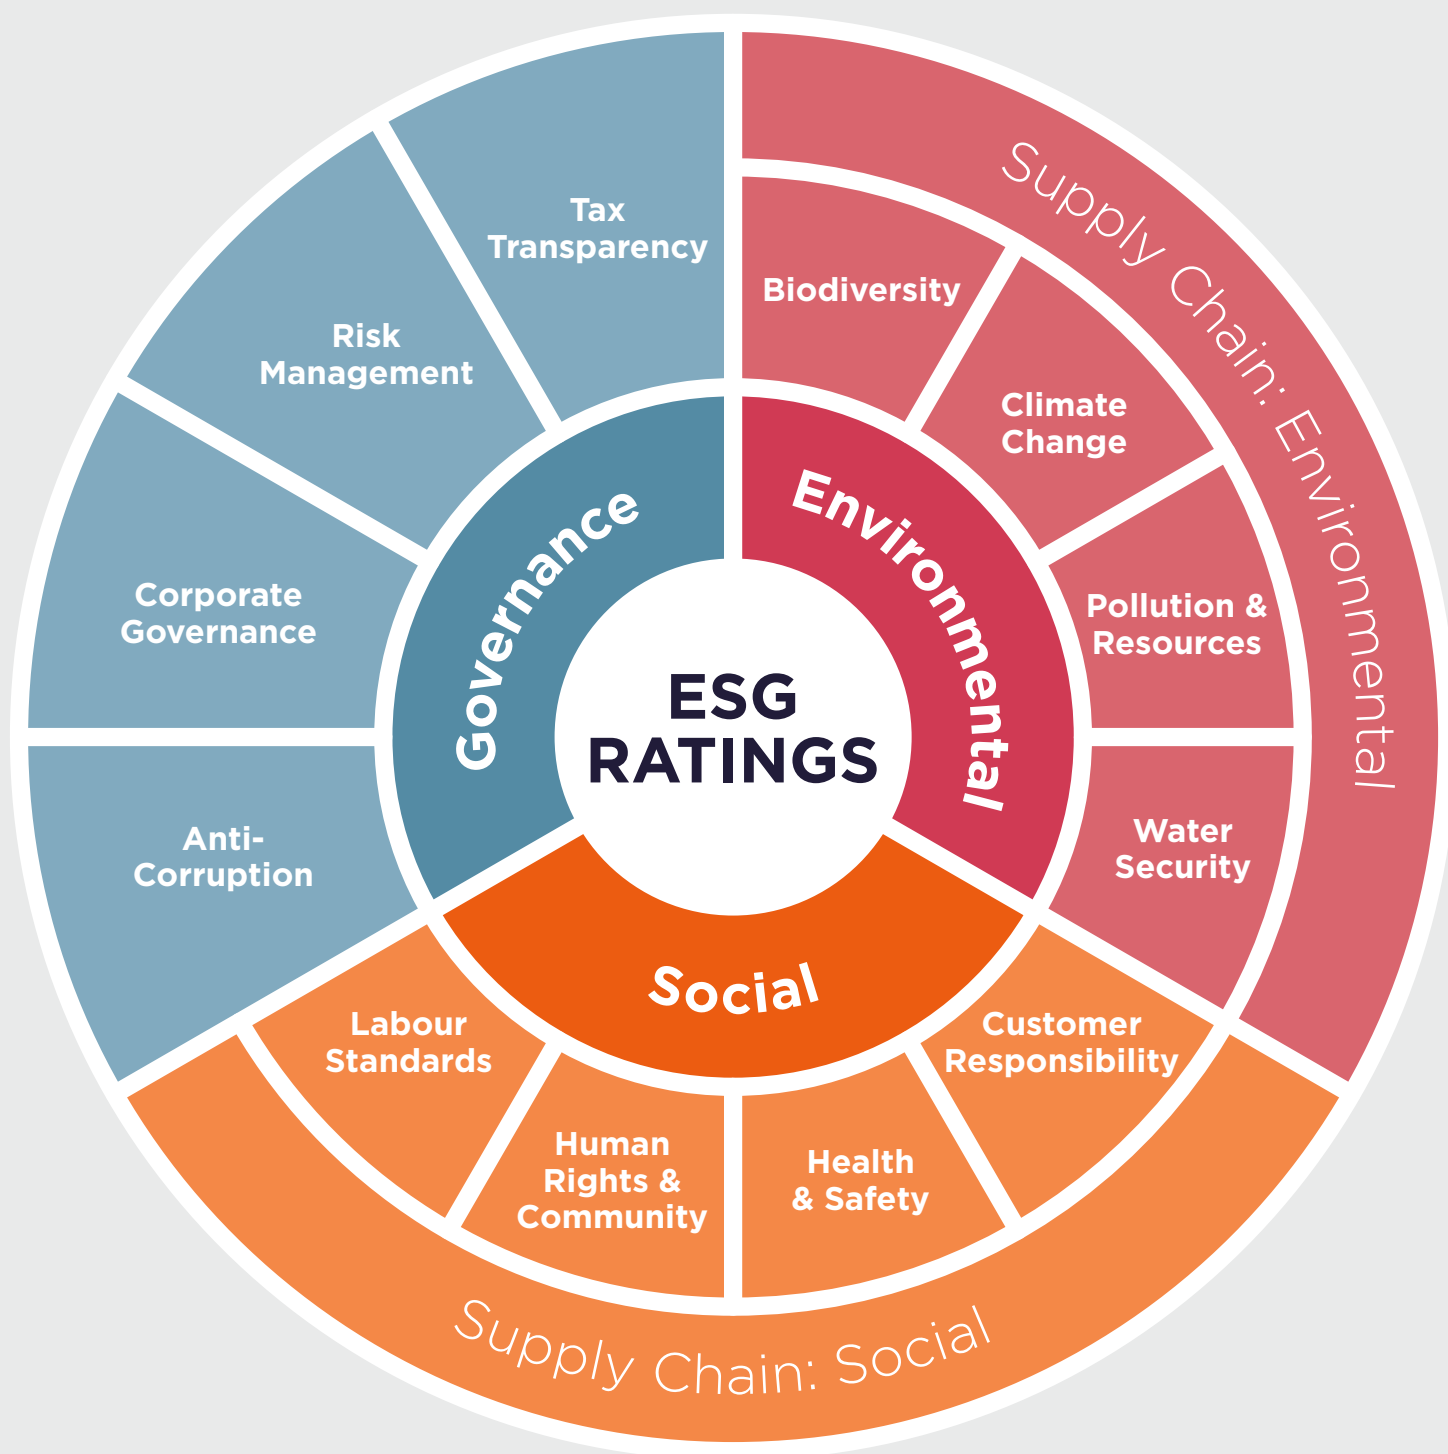 ESG
RATINGS
Environmental
Biodiversity
Climate
Change
Pollution &
Resources
Water
Security
Supply Chain: Environmental
Social
Customer
Responsibility
Health
& Safety
Human
Rights &
Community
Labour
Standards
Supply Chain: Social
Governance
Anti-
Corruption
Corporate
Governance
Risk
Management
Tax
Transparency